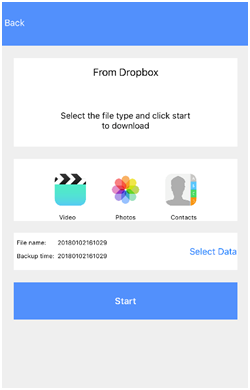 Back
From Dropbox
Select the file type and click start
to download
Video Photos Contacts
File name: 20180102161029
Backup time: 20180102161029
Select Data
Start